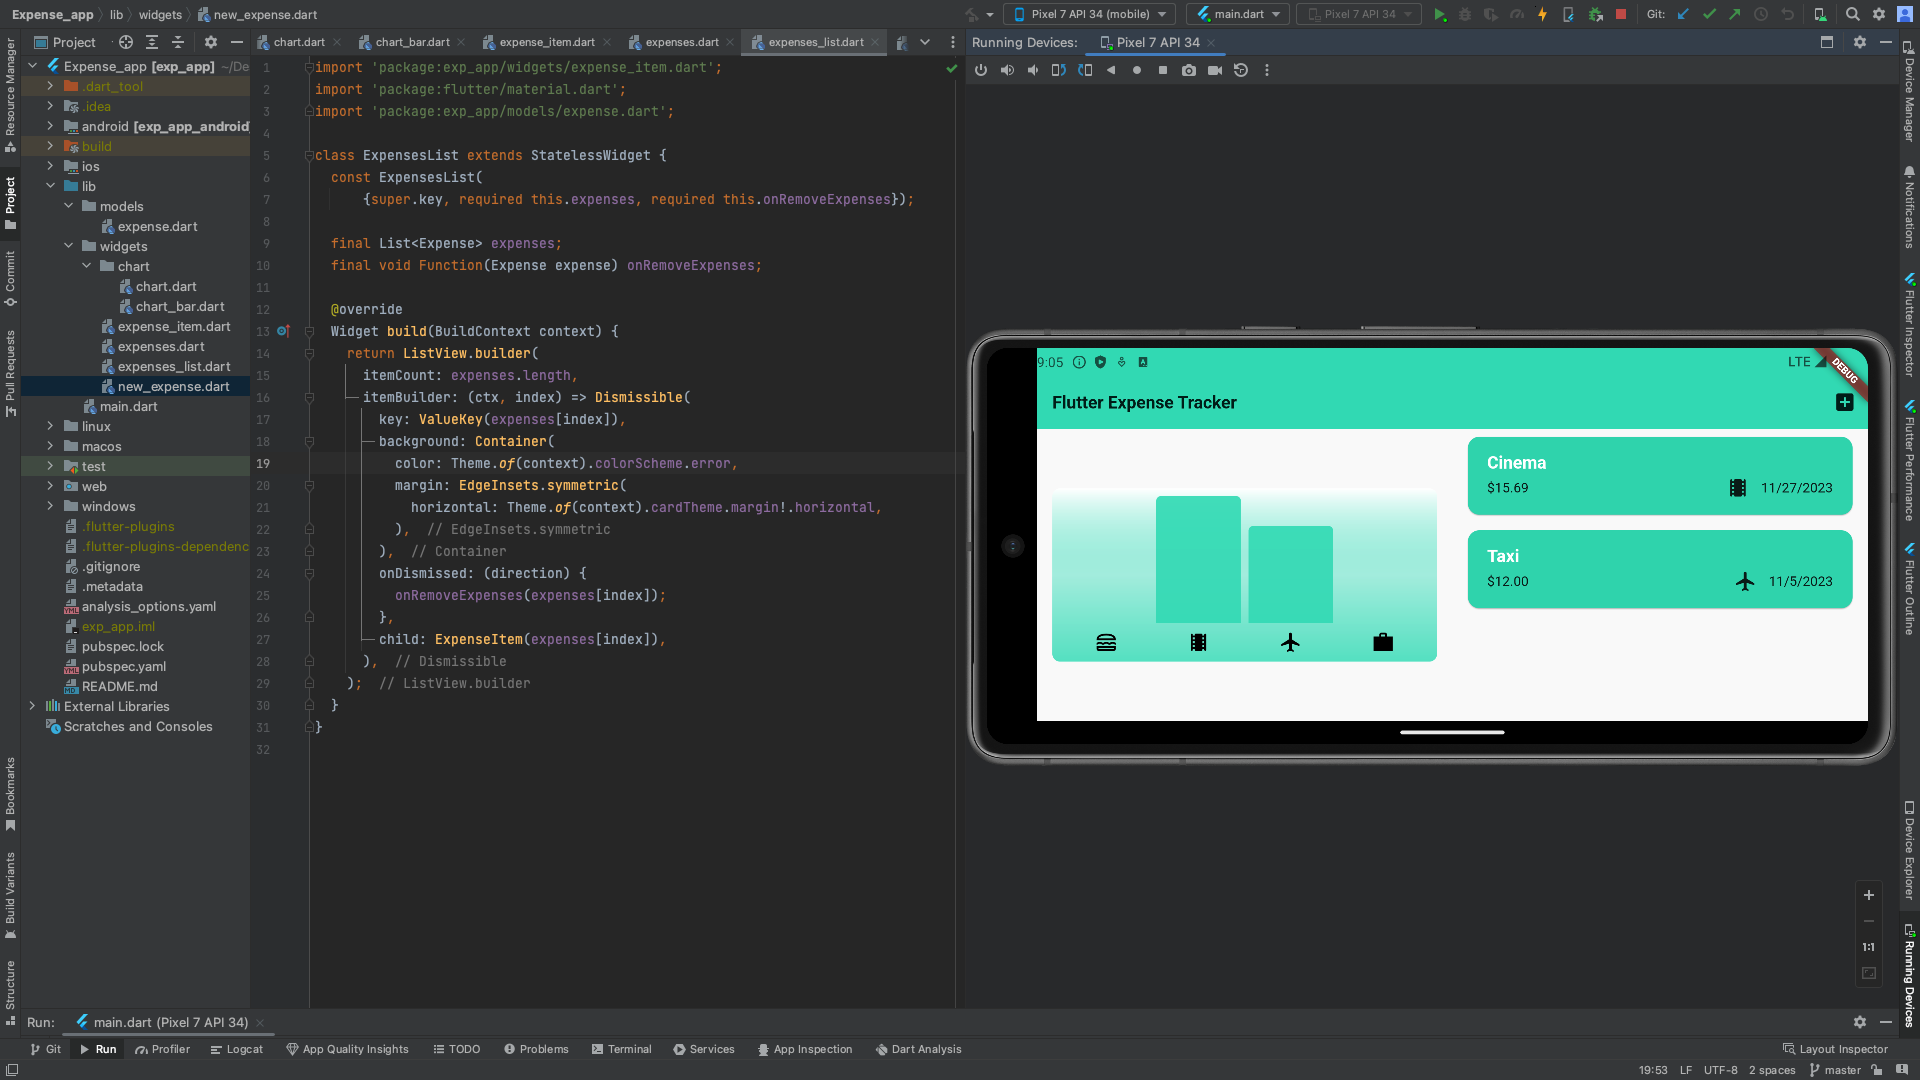 Expense_app
lib
widgets
new_expense.dart
Pixel 7 API 34 (mobile)
main.dart
Pixel 7 API 34
Git:
Project
chart.dart
chart_bar.dart
expense_item.dart
expenses.dart
expenses_list.dart
Running Devices:
Pixel 7 API 34
Expense_app [exp_app] ~/De
.dart_tool
.idea
android [exp_app_android]
build
ios
lib
models
expense.dart
widgets
chart
chart.dart
chart_bar.dart
expense_item.dart
expenses.dart
expenses_list.dart
new_expense.dart
main.dart
linux
macos
test
web
windows
.flutter-plugins
.flutter-plugins-dependenc
.gitignore
.metadata
analysis_options.yaml
exp_app.iml
pubspec.lock
pubspec.yaml
README.md
External Libraries
Scratches and Consoles
1 import 'package:exp_app/widgets/expense_item.dart';
2 import 'package:flutter/material.dart';
3 import 'package:exp_app/models/expense.dart';
4
5 class ExpensesList extends StatelessWidget {
6 const ExpensesList(
7 {super.key, required this.expenses, required this.onRemoveExpenses});
8
9 final List<Expense> expenses;
10 final void Function(Expense expense) onRemoveExpenses;
11
12 @override
13 Widget build(BuildContext context) {
14 return ListView.builder(
15 itemCount: expenses.length,
16 itemBuilder: (ctx, index) => Dismissible(
17 key: ValueKey(expenses[index]),
18 background: Container(
19 color: Theme.of(context).colorScheme.error,
20 margin: EdgeInsets.symmetric(
21 horizontal: Theme.of(context).cardTheme.margin!.horizontal,
22 ), // EdgeInsets.symmetric
23 ), // Container
24 onDismissed: (direction) {
25 onRemoveExpenses(expenses[index]);
26 },
27 child: ExpenseItem(expenses[index]),
28 ), // Dismissible
29 ); // ListView.builder
30 }
31 }
32
9:05
LTE
DEBUG
Flutter Expense Tracker
Cinema
$15.69
11/27/2023
Taxi
$12.00
11/5/2023
1:1
Resource Manager
Project
Commit
Pull Requests
Bookmarks
Build Variants
Structure
Device Manager
Notifications
Flutter Inspector
Flutter Performance
Flutter Outline
Device Explorer
Running Devices
Run:
main.dart (Pixel 7 API 34)
Git
Run
Profiler
Logcat
App Quality Insights
TODO
Problems
Terminal
Services
App Inspection
Dart Analysis
Layout Inspector
19:53
LF
UTF-8
2 spaces
master